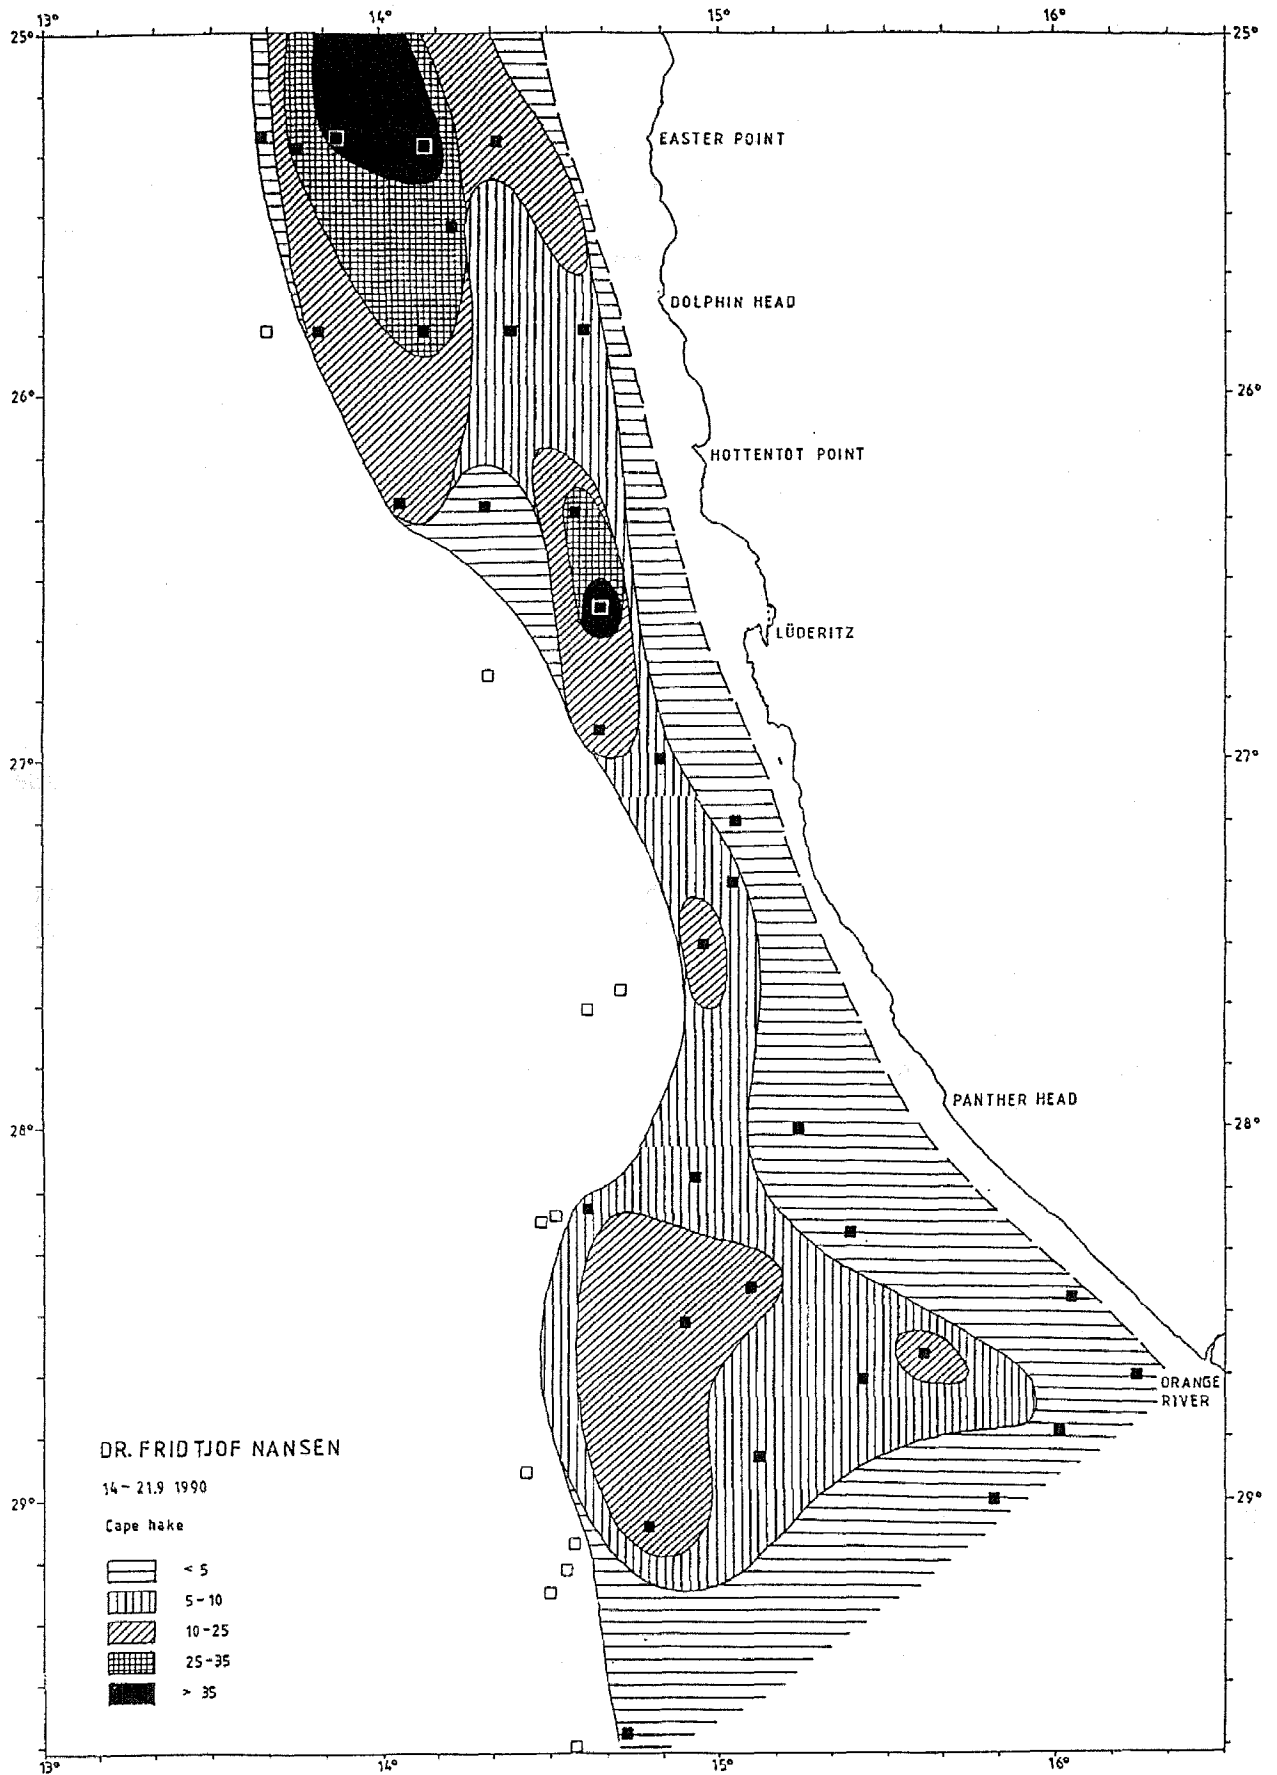 13° 14° 15° 16°
25° 25°
EASTER POINT
DOLPHIN HEAD
26° 26°
HOTTENTOT POINT
LÜDERITZ
27° 27°
PANTHER HEAD
28° 28°
ORANGE
RIVER
DR. FRIDTJOF NANSEN
14-21.9 1990
29° 29°
Cape hake
< 5
5-10
10-25
25-35
> 35
13° 14° 15° 16°